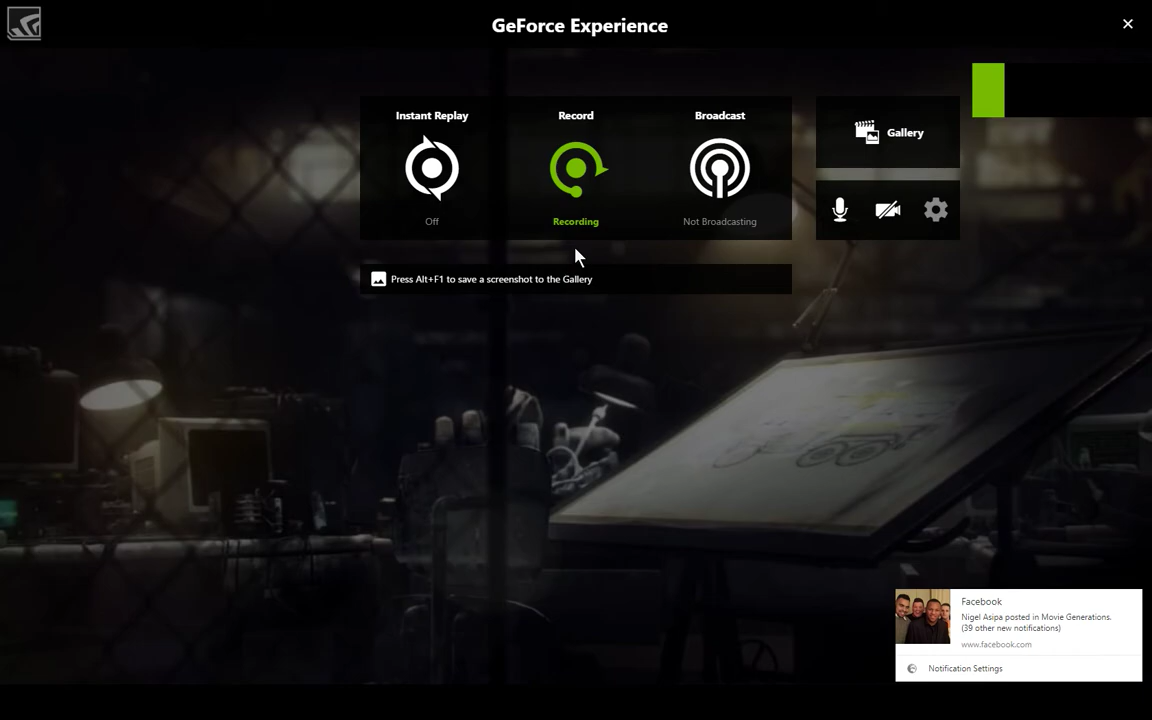 GeForce Experience
Instant Replay
Record
Broadcast
Gallery
Off
Recording
Not Broadcasting
Press Alt+F1 to save a screenshot to the Gallery
Facebook
Nigel Asipa posted in Movie Generations.
(39 other new notifications)
www.facebook.com
Notification Settings